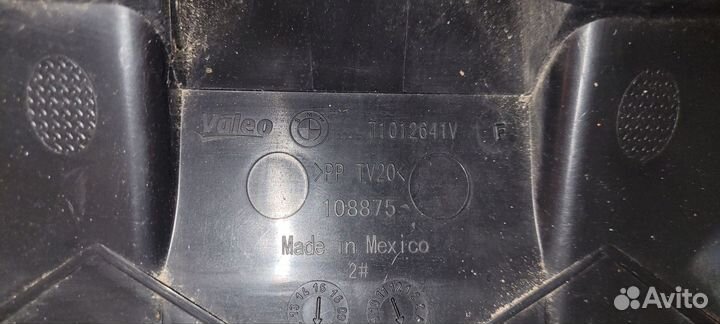 Valeo T1012641V F
>PP TV20<
108875
Made in Mexico
2#
Avito